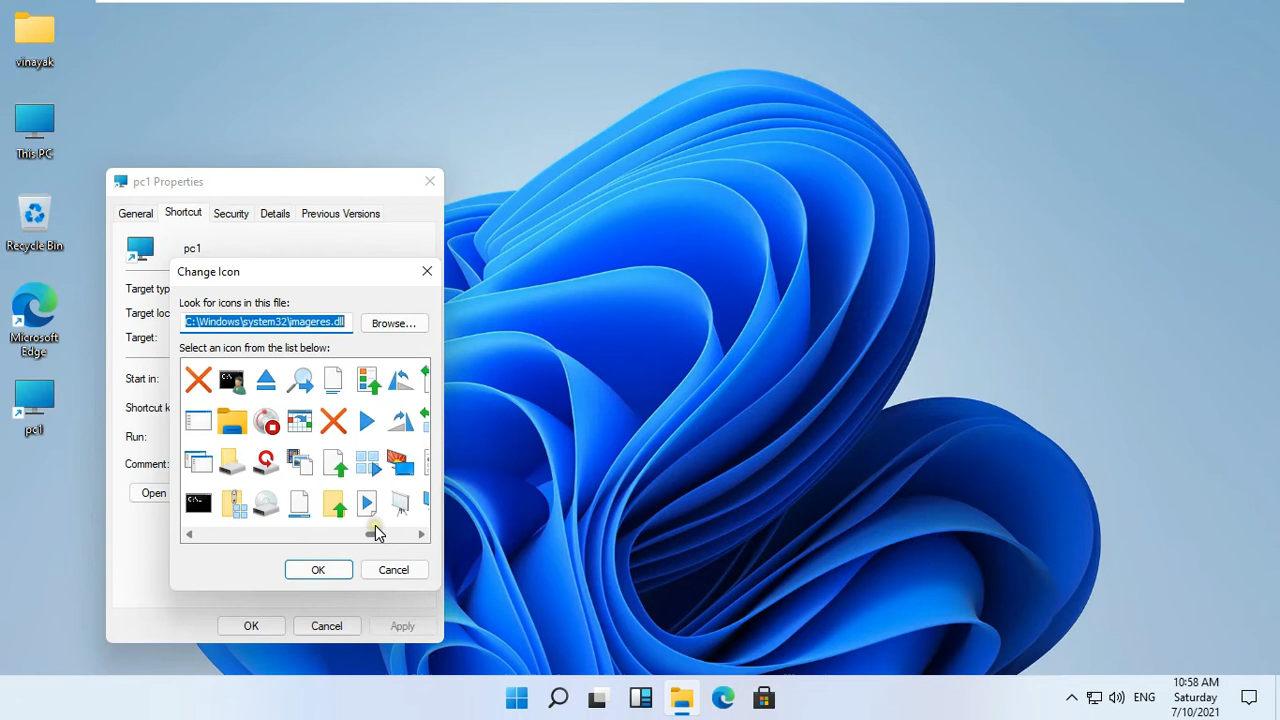 vinayak
This PC
Recycle Bin
Microsoft
Edge
pc1
pc1 Properties
General
Shortcut
Security
Details
Previous Versions
pc1
Target typ
Target loc
Target:
Start in:
Shortcut k
Run:
Comment:
Open
Change Icon
Look for icons in this file:
C:\Windows\system32\imageres.dll
Browse...
Select an icon from the list below:
C:\_
OK
Cancel
OK
Cancel
Apply
ENG
10:58 AM
Saturday
7/10/2021